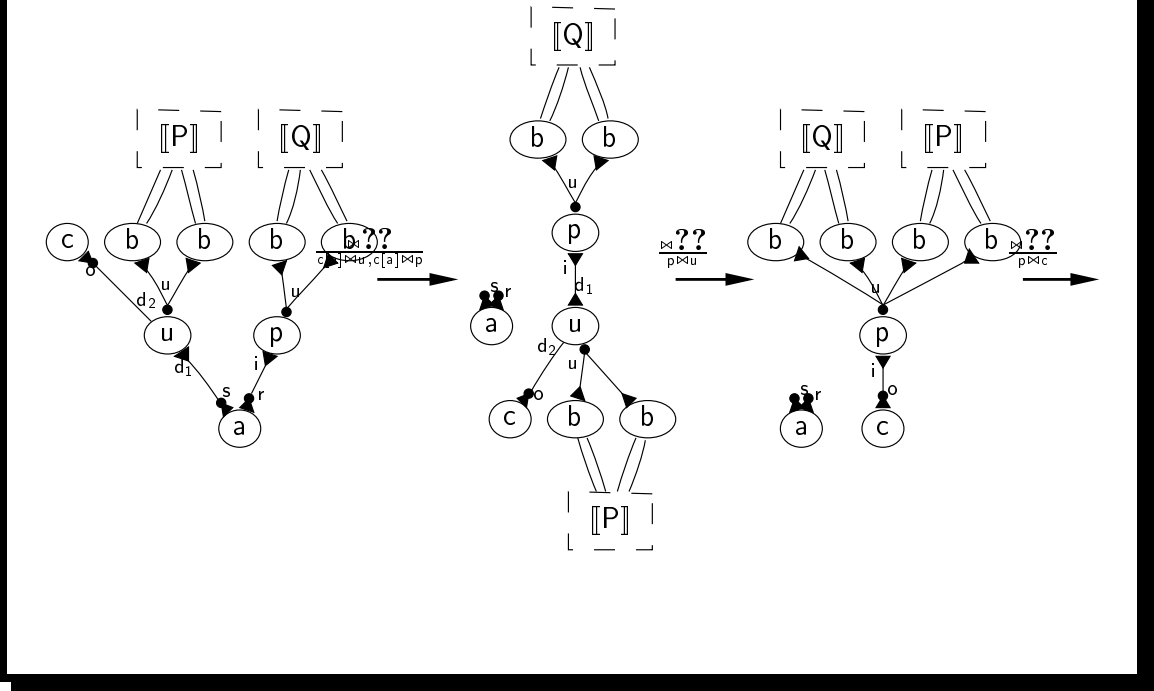 ⟦Q⟧
⟦P⟧ ⟦Q⟧
⟦Q⟧ ⟦P⟧
b b
u
c b b b b
o
u
d₂
u
u
p
d₁
i
s r
a
⋈??
c[a]⋈u,c[a]⋈p
p
i
d₁
s r
a
u
d₂
u
o
c b b
⟦P⟧
⋈??
p⋈u
b b b b
u
p
i
s r
o
a c
⋈??
p⋈c